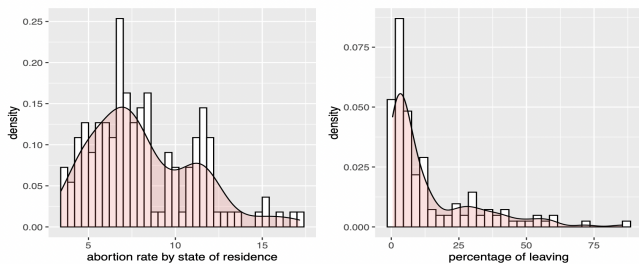 0.25
0.20
0.15
0.10
0.05
0.00
density
5 10 15
abortion rate by state of residence
0.075
0.050
0.025
0.000
density
0 25 50 75
percentage of leaving